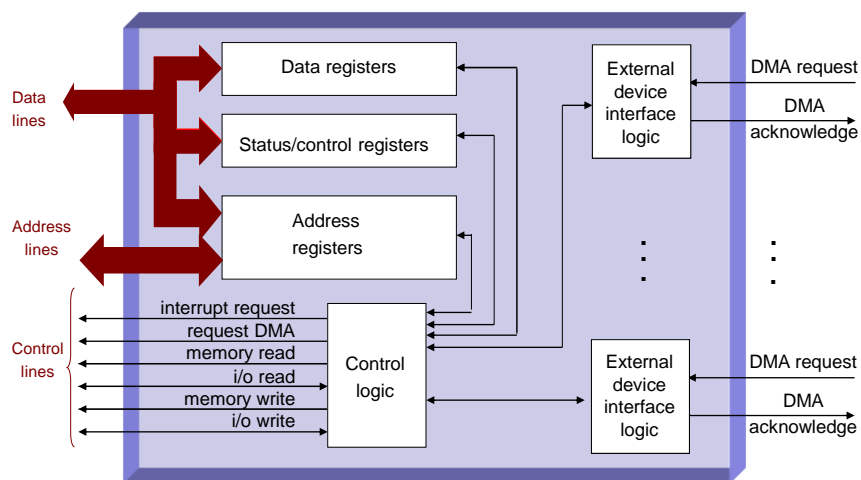 Data registers
Status/control registers
Address
registers
External
device
interface
logic
DMA request
DMA
acknowledge
Data
lines
Address
lines
Control
lines
interrupt request
request DMA
memory read
i/o read
memory write
i/o write
Control
logic
External
device
interface
logic
DMA request
DMA
acknowledge